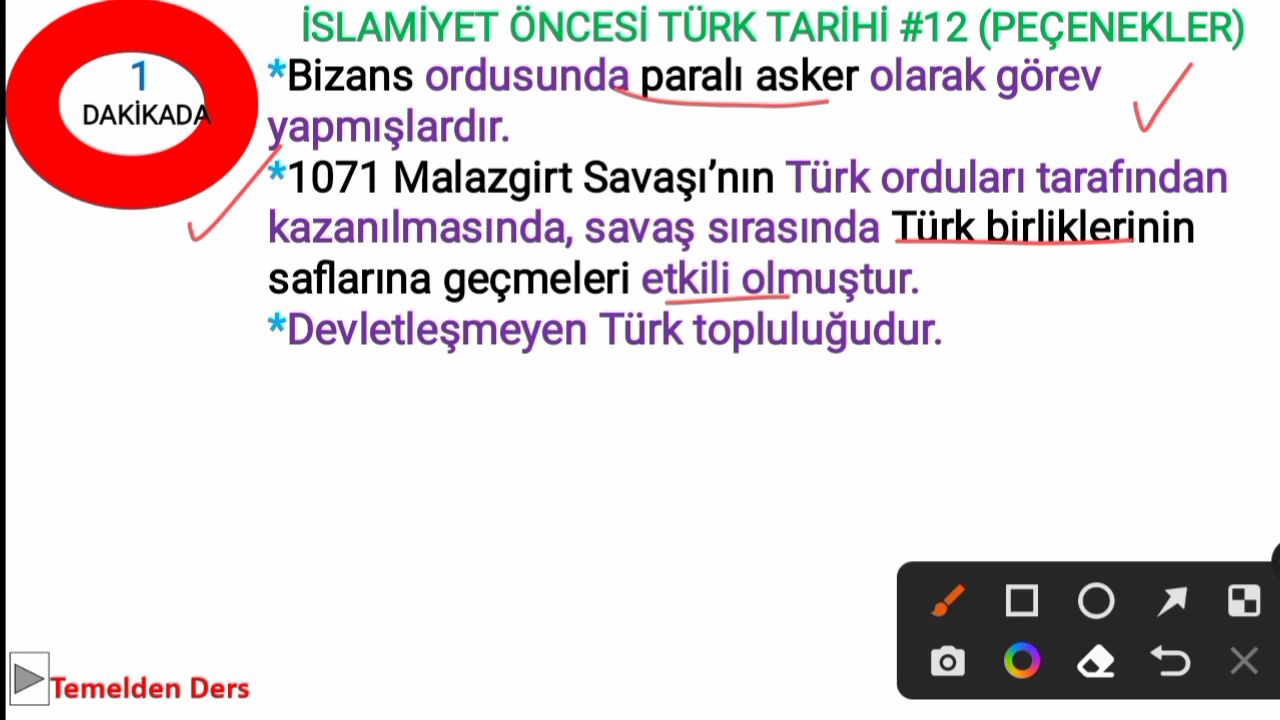 İSLAMİYET ÖNCESİ TÜRK TARİHİ #12 (PEÇENEKLER)
1
DAKİKADA
*Bizans ordusunda paralı asker olarak görev
yapmışlardır.
*1071 Malazgirt Savaşı’nın Türk orduları tarafından
kazanılmasında, savaş sırasında Türk birliklerinin
saflarına geçmeleri etkili olmuştur.
*Devletleşmeyen Türk topluluğudur.
Temelden Ders